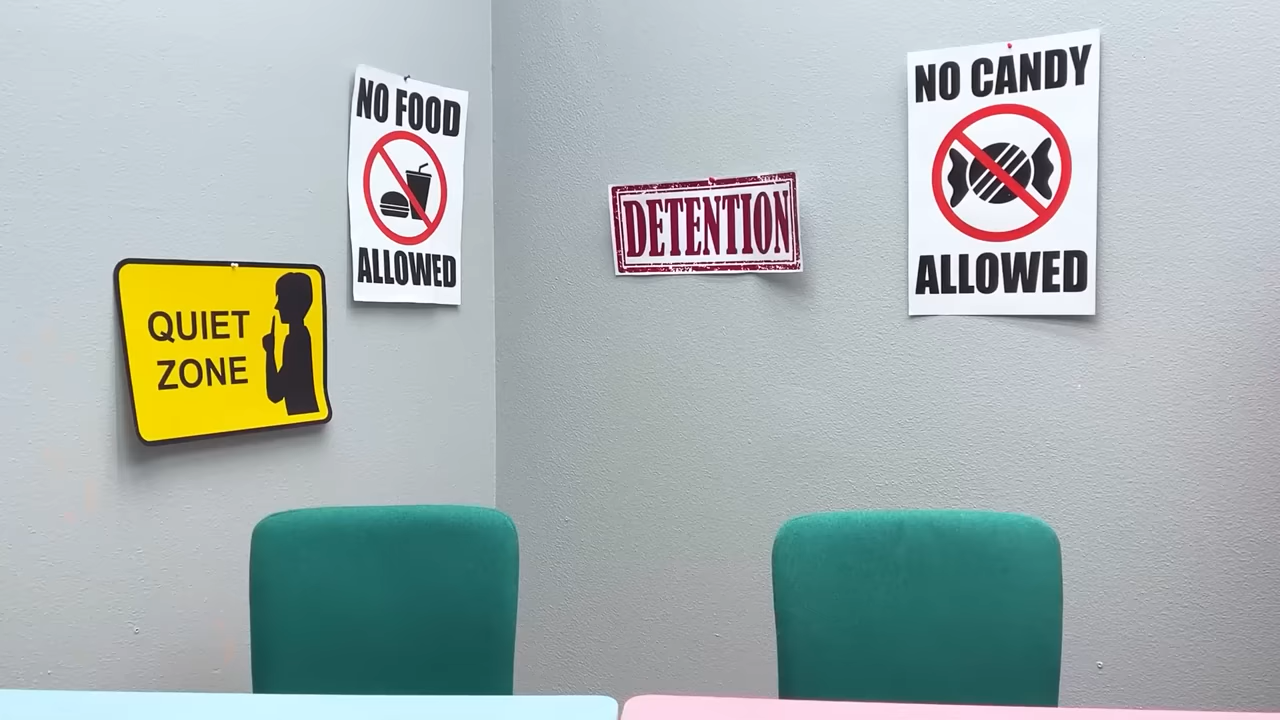 NO FOOD
ALLOWED
QUIET
ZONE
DETENTION
NO CANDY
ALLOWED